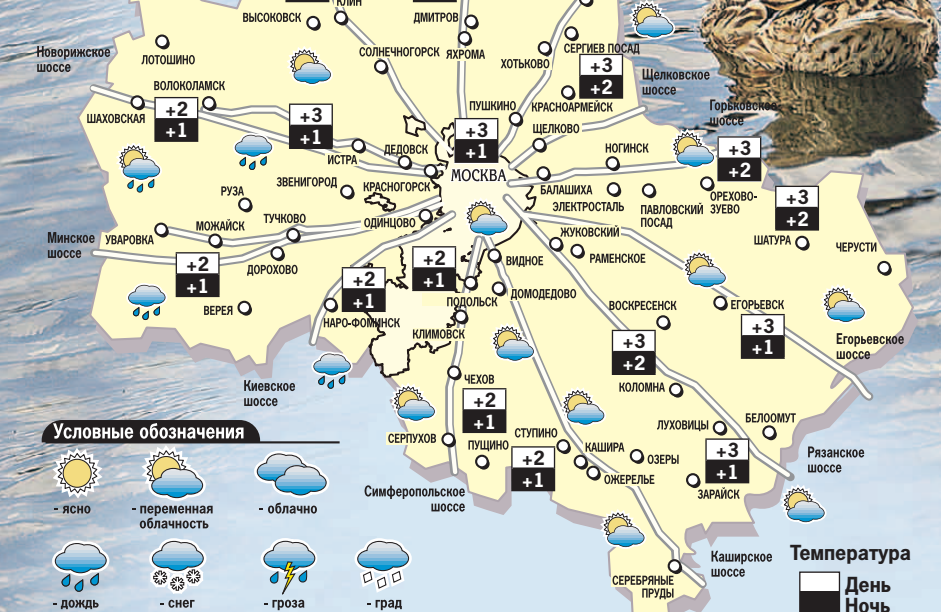 КЛИН
ВЫСОКОВСК
ДМИТРОВ
Новорижское
шоссе
ЛОТОШИНО
СОЛНЕЧНОГОРСК
ЯХРОМА
СЕРГИЕВ ПОСАД
ХОТЬКОВО
+3
+2
Щелковское
шоссе
ВОЛОКОЛАМСК
ШАХОВСКАЯ
+2
+1
+3
+1
ПУШКИНО
КРАСНОАРМЕЙСК
Горьковское
шоссе
+3
+1
ЩЕЛКОВО
ИСТРА
ДЕДОВСК
НОГИНСК
+3
+2
МОСКВА
ЗВЕНИГОРОД
КРАСНОГОРСК
БАЛАШИХА
ЭЛЕКТРОСТАЛЬ
ПАВЛОВСКИЙ
ПОСАД
ОРЕХОВО-
ЗУЕВО
+3
+2
РУЗА
ТУЧКОВО
ОДИНЦОВО
МОЖАЙСК
УВАРОВКА
Минское
шоссе
ЖУКОВСКИЙ
ШАТУРА
ЧЕРУСТИ
РАМЕНСКОЕ
ВИДНОЕ
ДОРОХОВО
+2
+1
+2
+1
+2
+1
ДОМОДЕДОВО
ПОДОЛЬСК
ВЕРЕЯ
НАРО-ФОМИНСК
КЛИМОВСК
ВОСКРЕСЕНСК
ЕГОРЬЕВСК
+3
+1
Егорьевское
шоссе
+3
+2
Киевское
шоссе
ЧЕХОВ
КОЛОМНА
+2
+1
СЕРПУХОВ
ПУЩИНО
СТУПИНО
+2
+1
КАШИРА
ОЖЕРЕЛЬЕ
ОЗЕРЫ
ЛУХОВИЦЫ
БЕЛООМУТ
+3
+1
ЗАРАЙСК
Рязанское
шоссе
Симферопольское
шоссе
Каширское
шоссе
СЕРЕБРЯНЫЕ
ПРУДЫ
Условные обозначения
- ясно
- переменная
облачность
- облачно
- дождь
- снег
- гроза
- град
Температура
День
Ночь